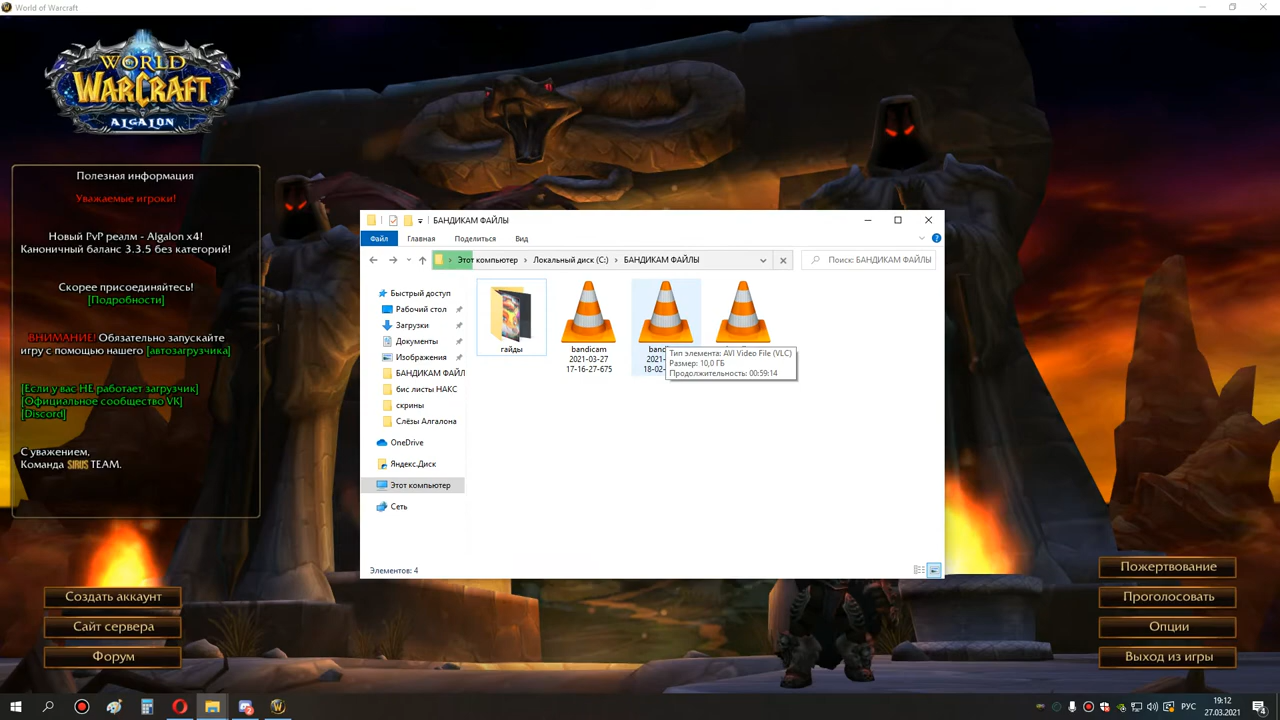 World of Warcraft
WORLD
OF
WARCRAFT
ALGALON
Полезная информация
Уважаемые игроки!
Новый PvP реалм - Algalon x4!
Каноничный баланс 3.3.5 без категорий!
Скорее присоединяйтесь!
[Подробности]
ВНИМАНИЕ! Обязательно запускайте
игру с помощью нашего [автозагрузчика]
[Если у вас НЕ работает загрузчик]
[Официальное сообщество VK]
[Discord]
С уважением,
Команда SIRUS TEAM.
Создать аккаунт
Сайт сервера
Форум
БАНДИКАМ ФАЙЛЫ
Файл
Главная
Поделиться
Вид
Этот компьютер
Локальный диск (C:)
БАНДИКАМ ФАЙЛЫ
Поиск: БАНДИКАМ ФАЙЛЫ
Быстрый доступ
Рабочий стол
Загрузки
Документы
Изображения
БАНДИКАМ ФАЙЛ
бис листы НАКС
скрины
Слёзы Алгалона
OneDrive
Яндекс.Диск
Этот компьютер
Сеть
гайды
bandicam
2021-03-27
17-16-27-675
band
2021-
18-02-
Тип элемента: AVI Video File (VLC)
Размер: 10,0 ГБ
Продолжительность: 00:59:14
Элементов: 4
Пожертвование
Проголосовать
Опции
Выход из игры
РУС
19:12
27.03.2021